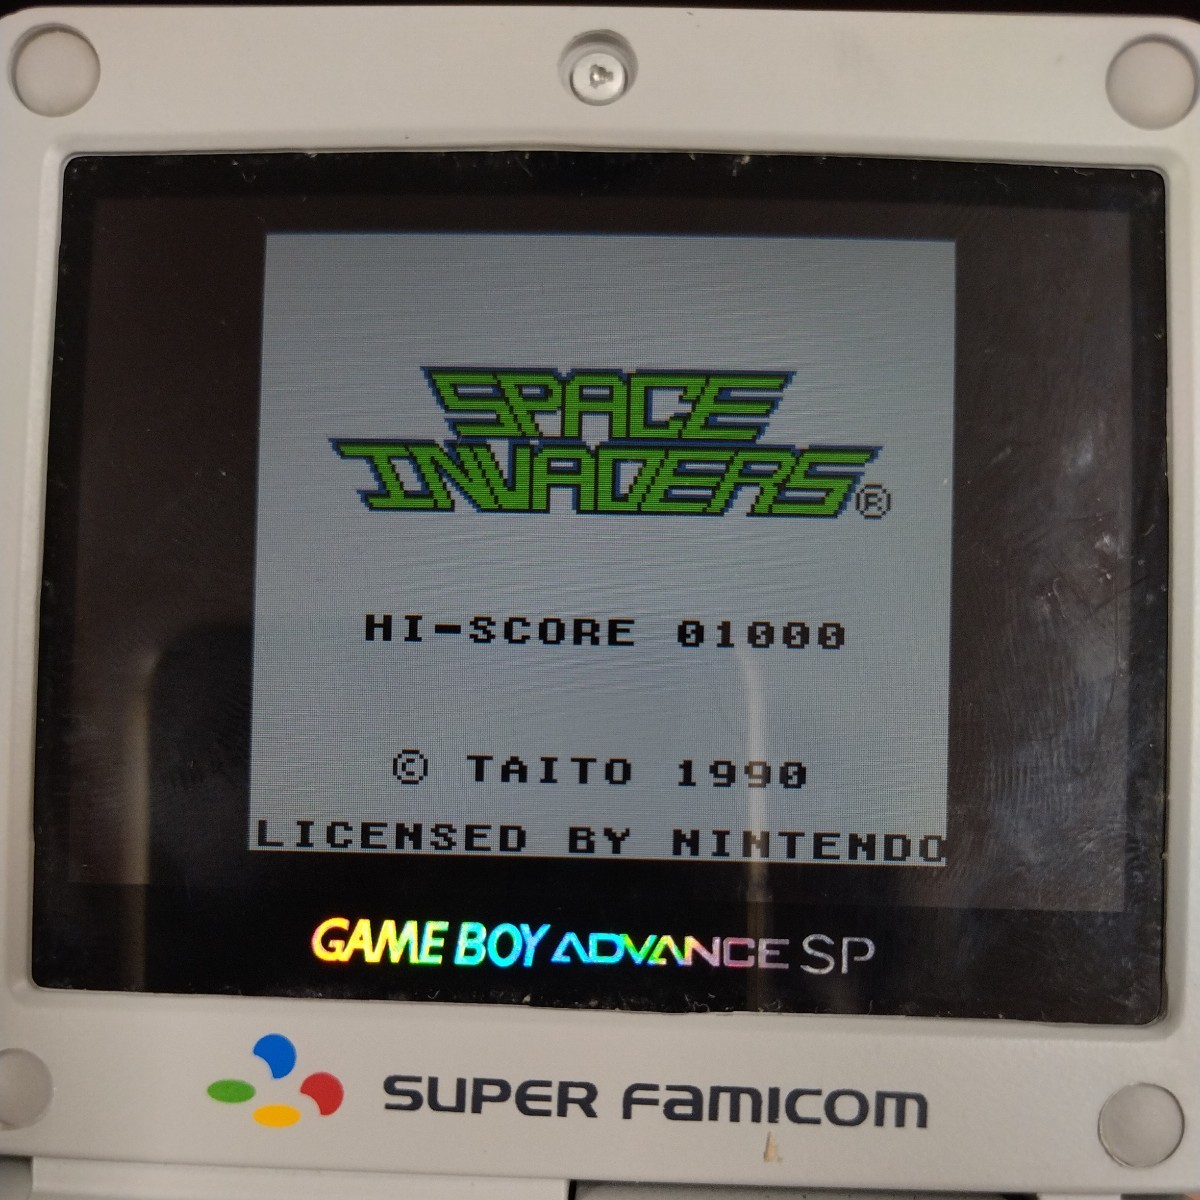 SPACE
INVADERS®
HI-SCORE 01000
© TAITO 1990
LICENSED BY NINTENDO
GAME BOY ADVANCE SP
SUPER FAMICOM